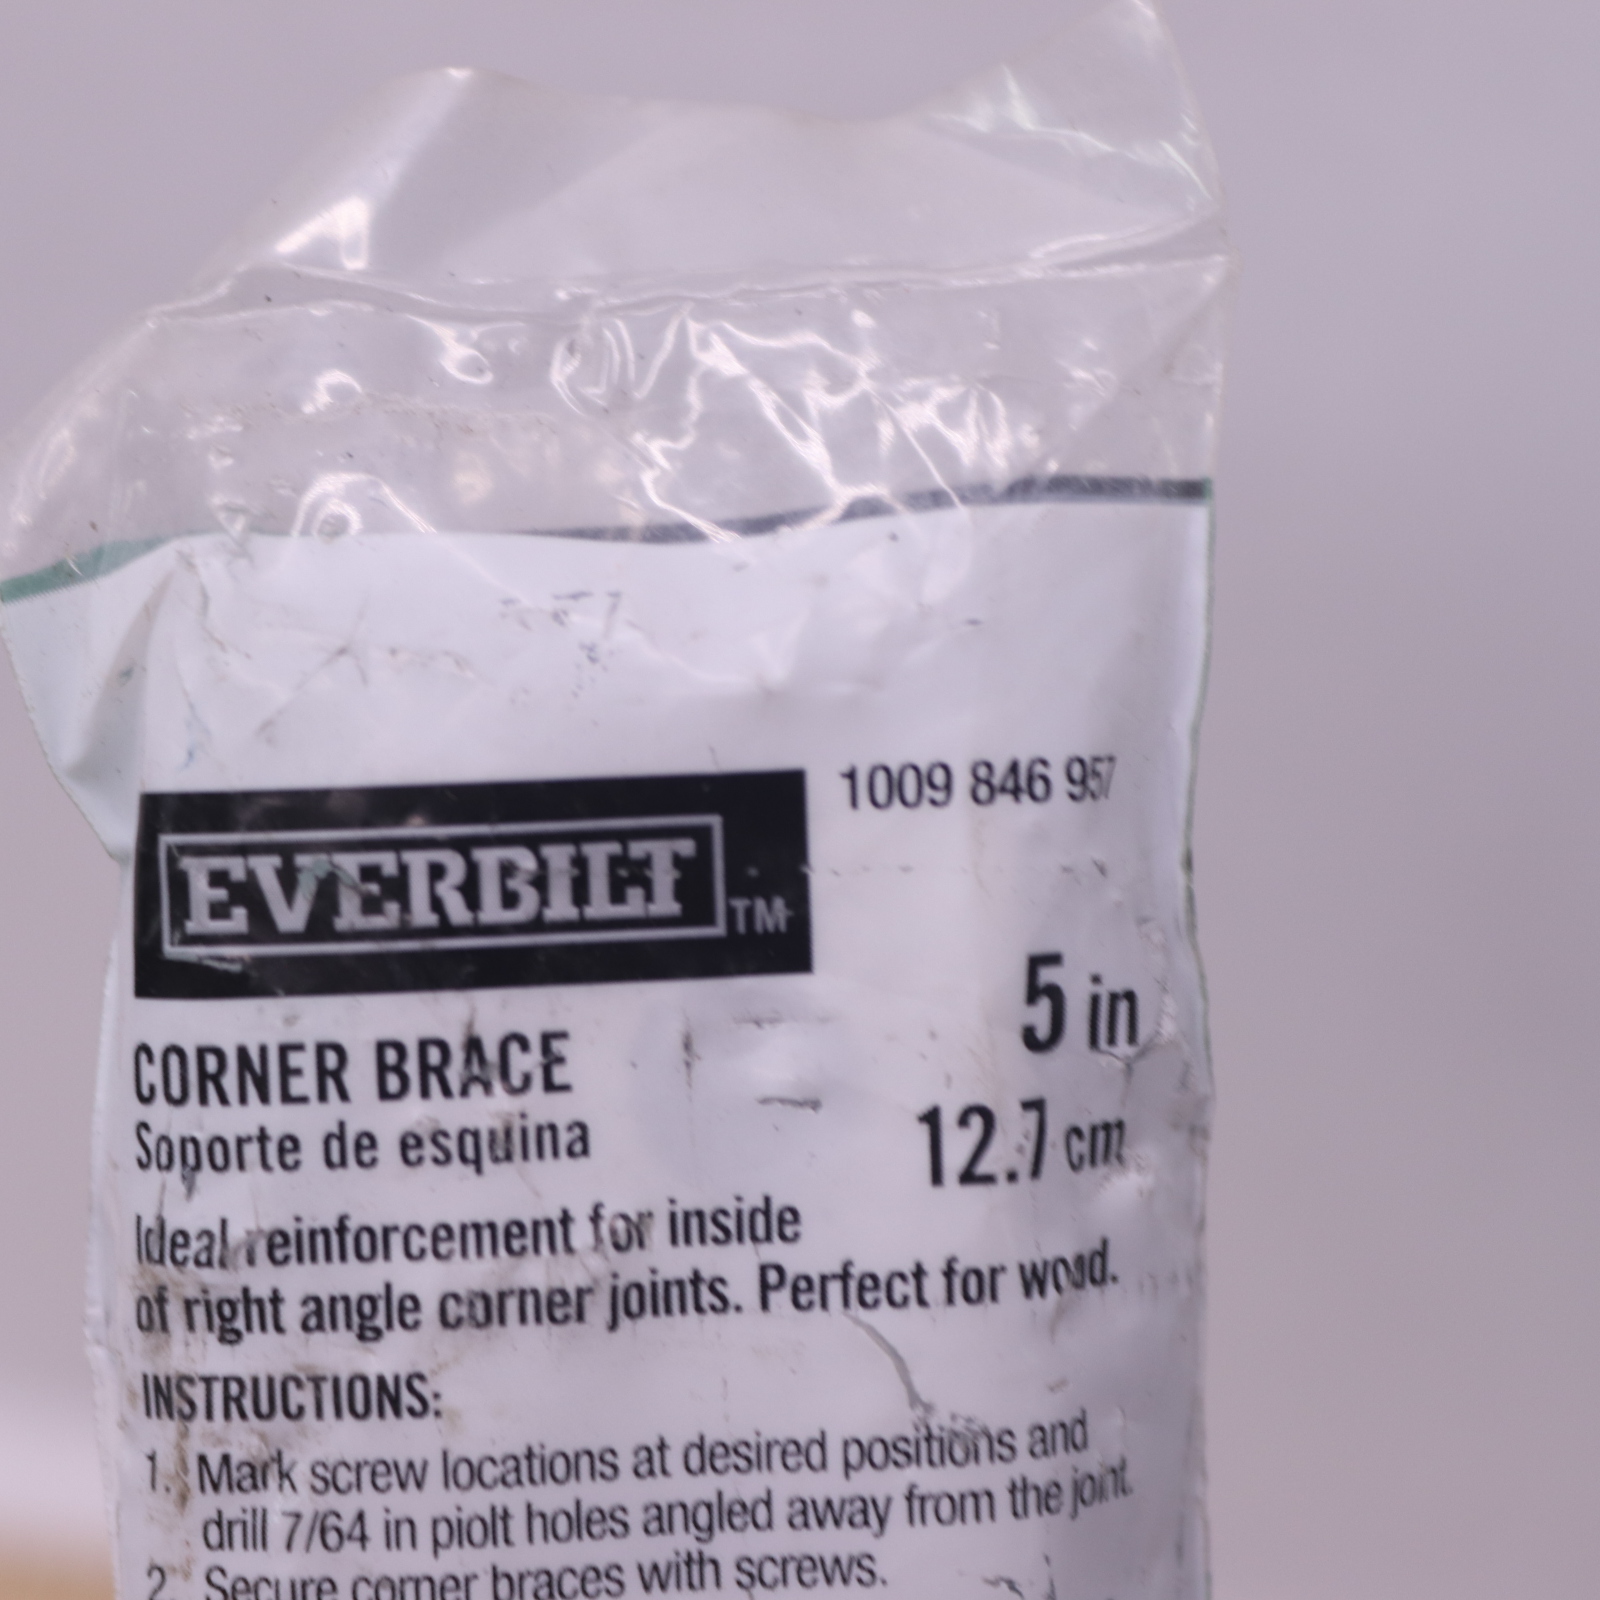 1009 846 957
EVERBILT TM
5 in
12.7 cm
CORNER BRACE
Soporte de esquina
Ideal reinforcement for inside
of right angle corner joints. Perfect for wood.
INSTRUCTIONS:
1. Mark screw locations at desired positions and
drill 7/64 in piolt holes angled away from the joint.
2. Secure corner braces with screws.